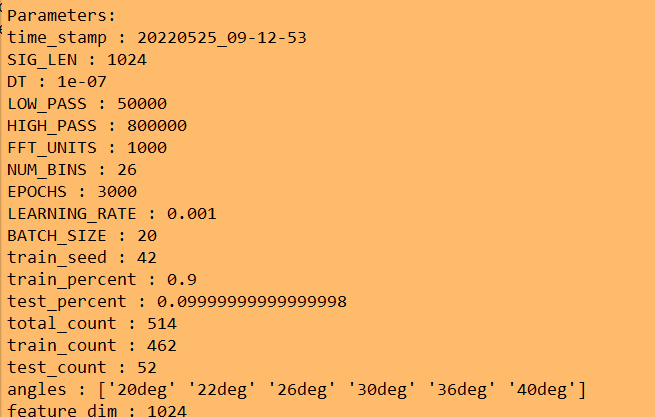 Parameters:
time_stamp : 20220525_09-12-53
SIG_LEN : 1024
DT : 1e-07
LOW_PASS : 50000
HIGH_PASS : 800000
FFT_UNITS : 1000
NUM_BINS : 26
EPOCHS : 3000
LEARNING_RATE : 0.001
BATCH_SIZE : 20
train_seed : 42
train_percent : 0.9
test_percent : 0.09999999999999998
total_count : 514
train_count : 462
test_count : 52
angles : ['20deg' '22deg' '26deg' '30deg' '36deg' '40deg']
feature_dim : 1024